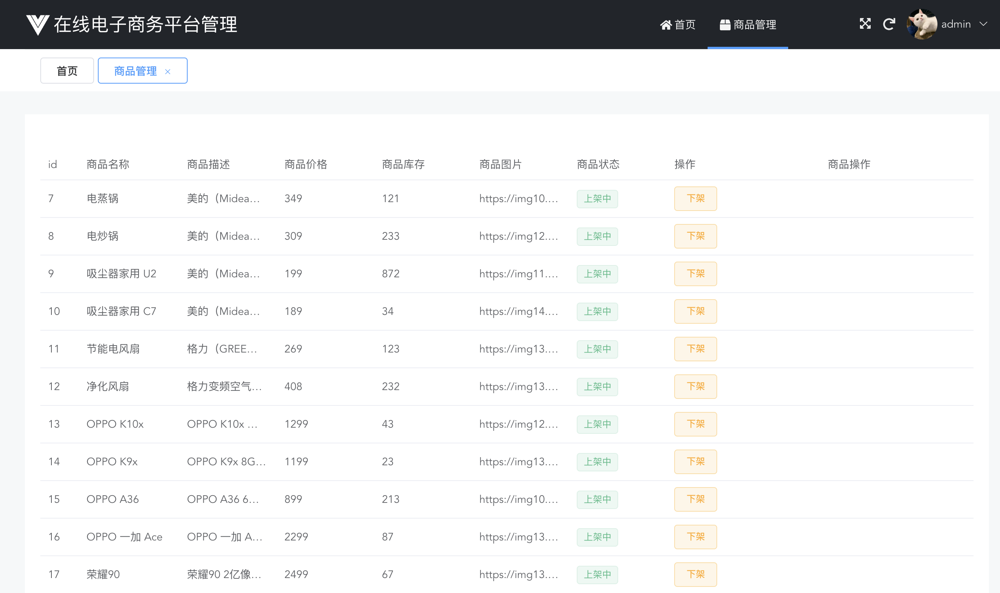 在线电子商务平台管理 首页 商品管理 admin
首页 商品管理 ×
id 商品名称 商品描述 商品价格 商品库存 商品图片 商品状态 操作 商品操作
7 电蒸锅 美的（Midea... 349 121 https://img10.... 上架中 下架
8 电炒锅 美的（Midea... 309 233 https://img12.... 上架中 下架
9 吸尘器家用 U2 美的（Midea... 199 872 https://img11.... 上架中 下架
10 吸尘器家用 C7 美的（Midea... 189 34 https://img14.... 上架中 下架
11 节能电风扇 格力（GREE... 269 123 https://img13.... 上架中 下架
12 净化风扇 格力变频空气... 408 232 https://img13.... 上架中 下架
13 OPPO K10x OPPO K10x ... 1299 43 https://img12.... 上架中 下架
14 OPPO K9x OPPO K9x 8G... 1199 23 https://img13.... 上架中 下架
15 OPPO A36 OPPO A36 6... 899 213 https://img10.... 上架中 下架
16 OPPO 一加 Ace OPPO 一加 A... 2299 87 https://img13.... 上架中 下架
17 荣耀90 荣耀90 2亿像... 2499 67 https://img13.... 上架中 下架